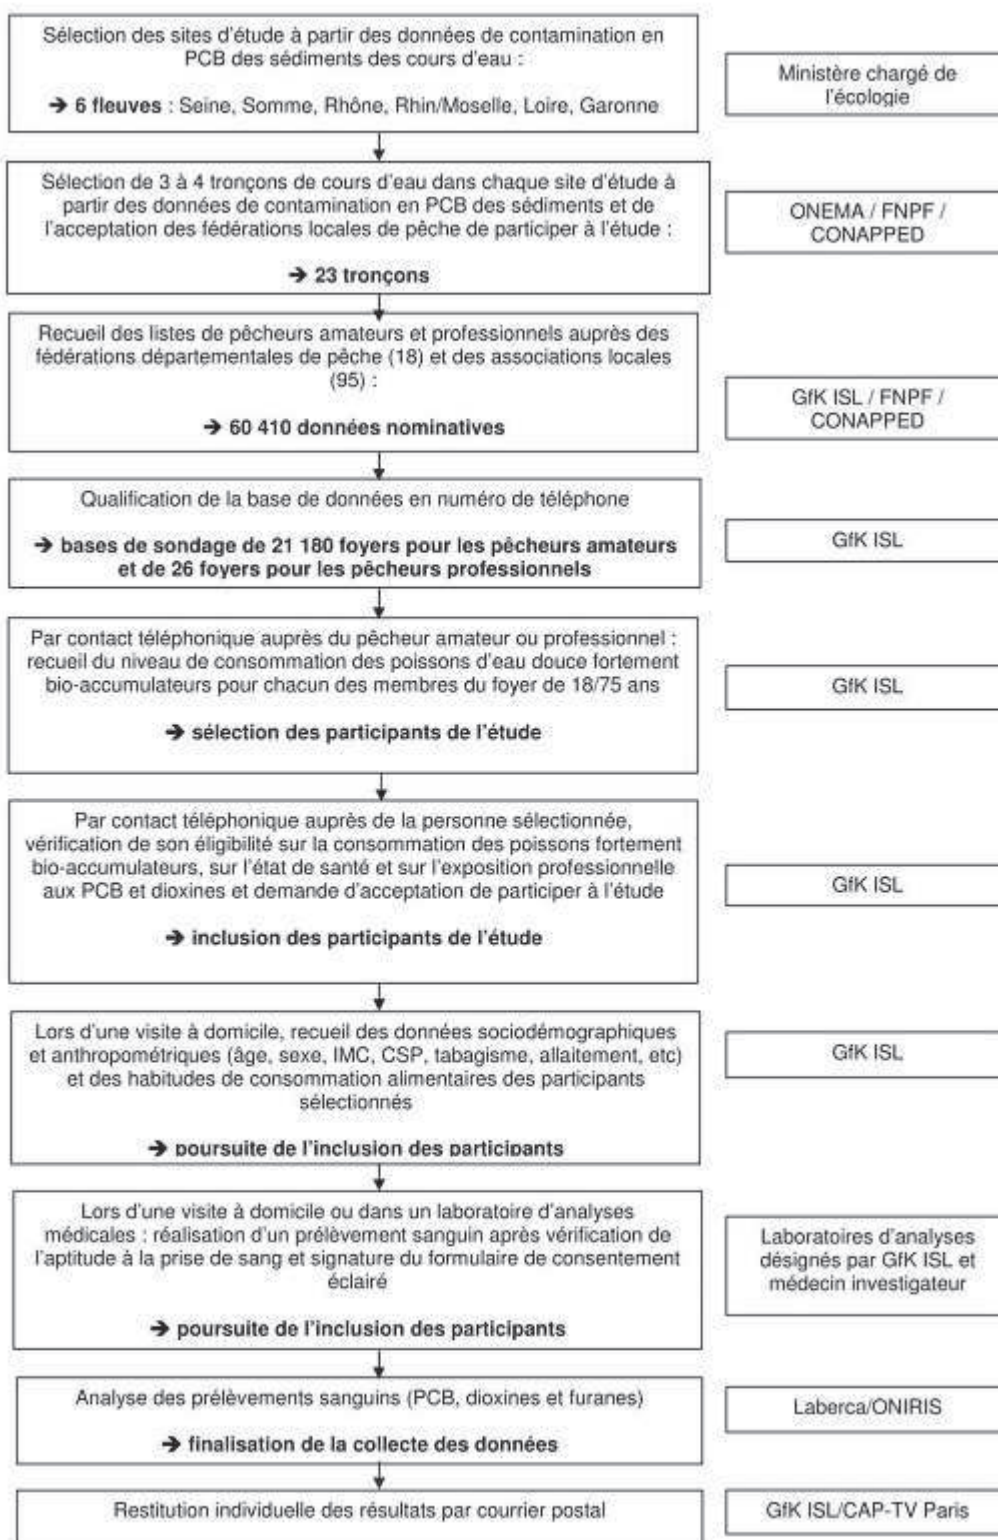 Sélection des sites d'étude à partir des données de contamination en
PCB des sédiments des cours d'eau :
➔ 6 fleuves : Seine, Somme, Rhône, Rhin/Moselle, Loire, Garonne
Ministère chargé de
l'écologie
Sélection de 3 à 4 tronçons de cours d'eau dans chaque site d'étude à
partir des données de contamination en PCB des sédiments et de
l'acceptation des fédérations locales de pêche de participer à l'étude :
➔ 23 tronçons
ONEMA / FNPF /
CONAPPED
Recueil des listes de pêcheurs amateurs et professionnels auprès des
fédérations départementales de pêche (18) et des associations locales
(95) :
➔ 60 410 données nominatives
GfK ISL / FNPF /
CONAPPED
Qualification de la base de données en numéro de téléphone
➔ bases de sondage de 21 180 foyers pour les pêcheurs amateurs
et de 26 foyers pour les pêcheurs professionnels
GfK ISL
Par contact téléphonique auprès du pêcheur amateur ou professionnel :
recueil du niveau de consommation des poissons d'eau douce fortement
bio-accumulateurs pour chacun des membres du foyer de 18/75 ans
➔ sélection des participants de l'étude
GfK ISL
Par contact téléphonique auprès de la personne sélectionnée,
vérification de son éligibilité sur la consommation des poissons fortement
bio-accumulateurs, sur l'état de santé et sur l'exposition professionnelle
aux PCB et dioxines et demande d'acceptation de participer à l'étude
➔ inclusion des participants de l'étude
GfK ISL
Lors d'une visite à domicile, recueil des données sociodémographiques
et anthropométriques (âge, sexe, IMC, CSP, tabagisme, allaitement, etc)
et des habitudes de consommation alimentaires des participants
sélectionnés
➔ poursuite de l'inclusion des participants
GfK ISL
Lors d'une visite à domicile ou dans un laboratoire d'analyses
médicales : réalisation d'un prélèvement sanguin après vérification de
l'aptitude à la prise de sang et signature du formulaire de consentement
éclairé
➔ poursuite de l'inclusion des participants
Laboratoires d'analyses
désignés par GfK ISL et
médecin investigateur
Analyse des prélèvements sanguins (PCB, dioxines et furanes)
➔ finalisation de la collecte des données
Laberca/ONIRIS
Restitution individuelle des résultats par courrier postal
GfK ISL/CAP-TV Paris